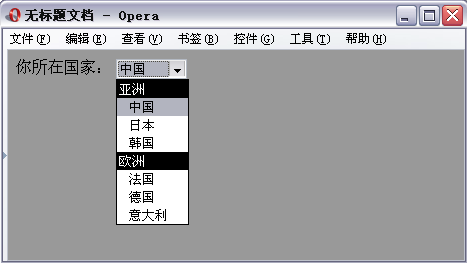 无标题文档 - Opera
文件(F) 编辑(E) 查看(V) 书签(B) 控件(G) 工具(T) 帮助(H)
你所在国家： 中国
亚洲
中国
日本
韩国
欧洲
法国
德国
意大利